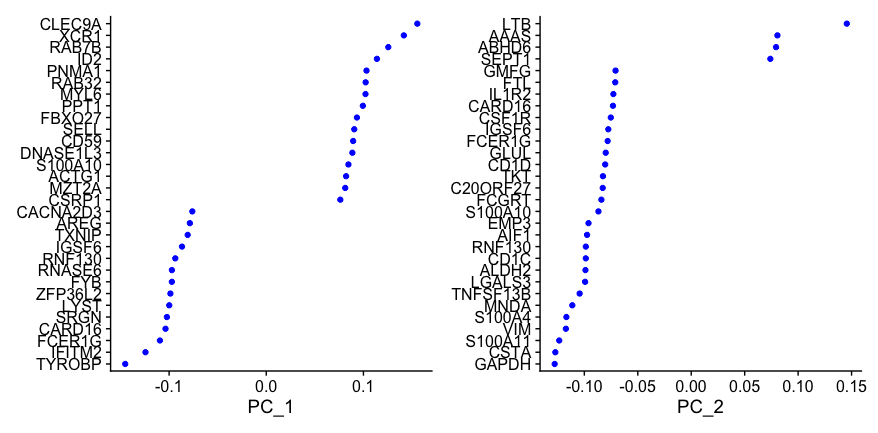 CLEC9A
XCR1
RAB7B
ID2
PNMA1
RAB32
MYL6
PPT1
FBXO27
SELL
CD59
DNASE1L3
S100A10
ACTG1
MZT2A
CSRP1
CACNA2D3
AREG
TXNIP
IGSF6
RNF130
RNASE6
FYB
ZFP36L2
LYST
SRGN
CARD16
FCER1G
IFITM2
TYROBP
-0.1 0.0 0.1
PC_1
LTB
AAAS
ABHD6
SEPT1
GMFG
FTL
IL1R2
CARD16
CSF1R
IGSF6
FCER1G
GLUL
CD1D
TKT
C20ORF27
FCGRT
S100A10
EMP3
AIF1
RNF130
CD1C
ALDH2
LGALS3
TNFSF13B
MNDA
S100A4
VIM
S100A11
CSTA
GAPDH
-0.10 -0.05 0.00 0.05 0.10 0.15
PC_2